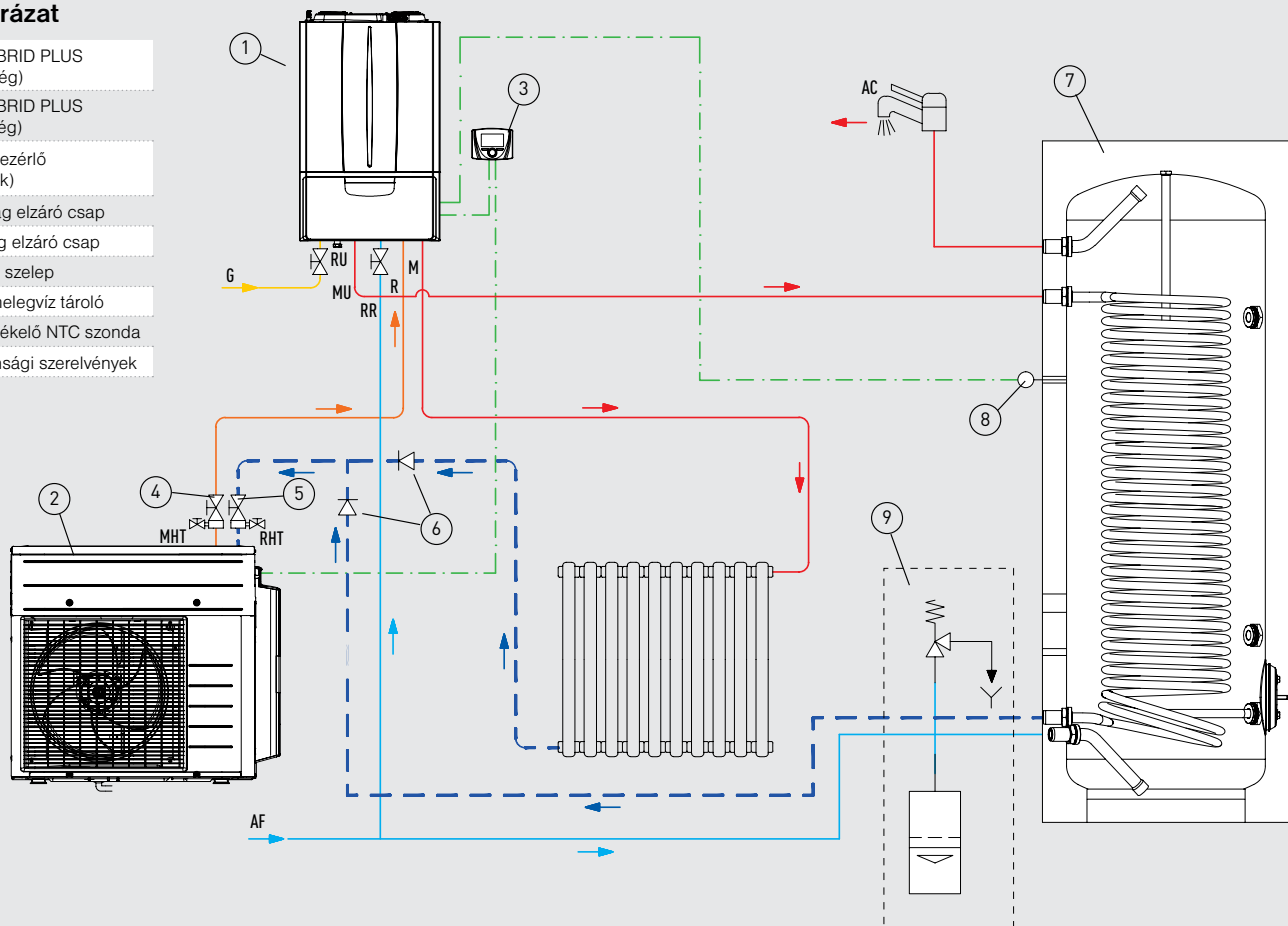 rázat
BRID PLUS
ég)
BRID PLUS
ég)
ezérlő
k)
g elzáró csap
g elzáró csap
szelep
elegvíz tároló
ékelő NTC szonda
sági szerelvények
1
3
AC
7
G
RU
MU
RR
R
M
8
4
5
6
2
MHT
RHT
9
AF